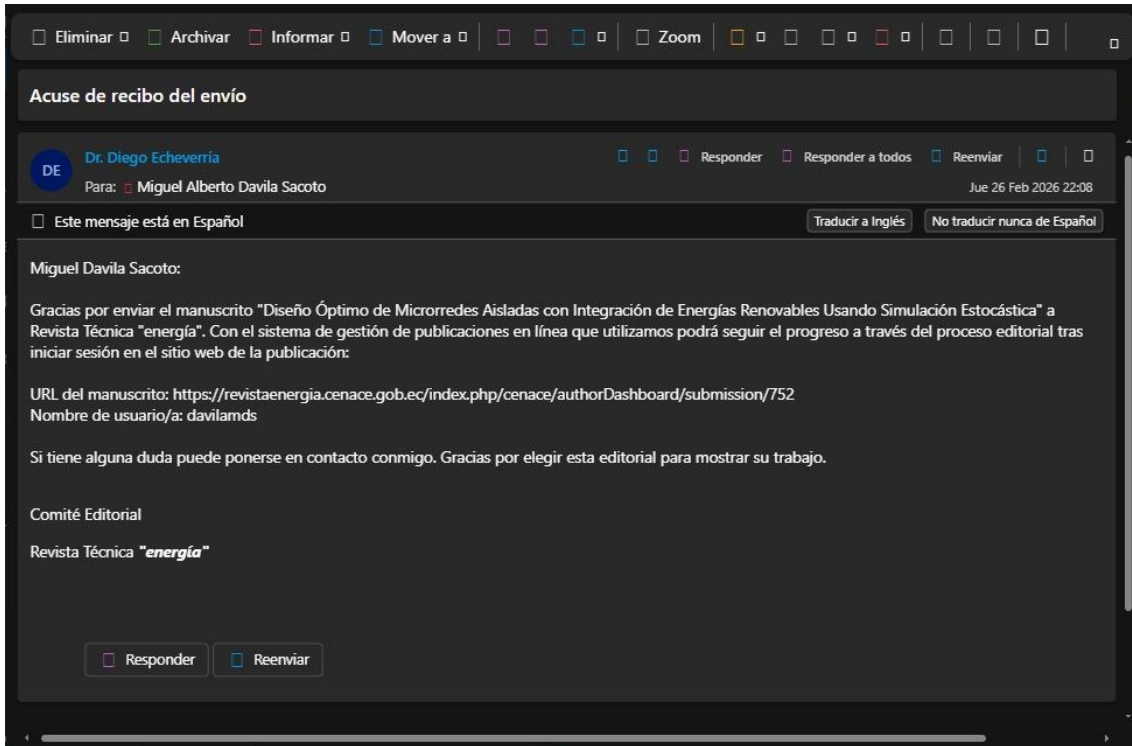 Eliminar Archivar Informar Mover a Zoom
Acuse de recibo del envío
DE
Dr. Diego Echeverría
Responder Responder a todos Reenviar
Para: Miguel Alberto Davila Sacoto
Jue 26 Feb 2026 22:08
Este mensaje está en Español
Traducir a Inglés No traducir nunca de Español
Miguel Davila Sacoto:
Gracias por enviar el manuscrito "Diseño Óptimo de Microrredes Aisladas con Integración de Energías Renovables Usando Simulación Estocástica" a
Revista Técnica "energía". Con el sistema de gestión de publicaciones en línea que utilizamos podrá seguir el progreso a través del proceso editorial tras
iniciar sesión en el sitio web de la publicación:
URL del manuscrito: https://revistaenergia.cenace.gob.ec/index.php/cenace/authorDashboard/submission/752
Nombre de usuario/a: davilamds
Si tiene alguna duda puede ponerse en contacto conmigo. Gracias por elegir esta editorial para mostrar su trabajo.
Comité Editorial
Revista Técnica "energía"
Responder Reenviar